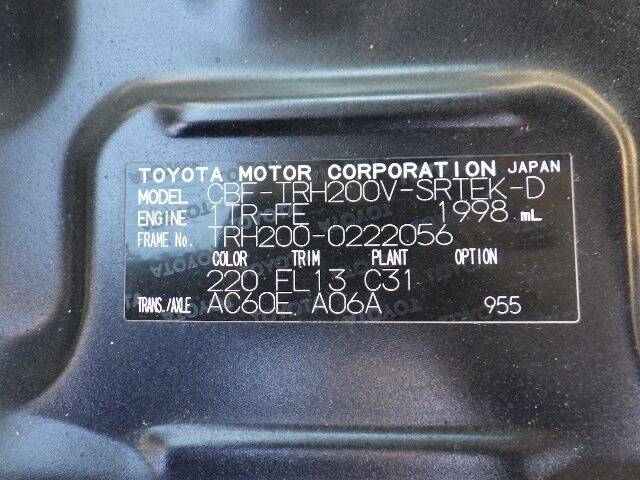 TOYOTA MOTOR CORPORATION JAPAN
MODEL CBF-TRH200V-SRTEK-D
ENGINE 1TR-FE 1998 mL
FRAME No. TRH200-0222056
COLOR TRIM PLANT OPTION
220 FL13 C31
TRANS./AXLE AC60E A06A 955